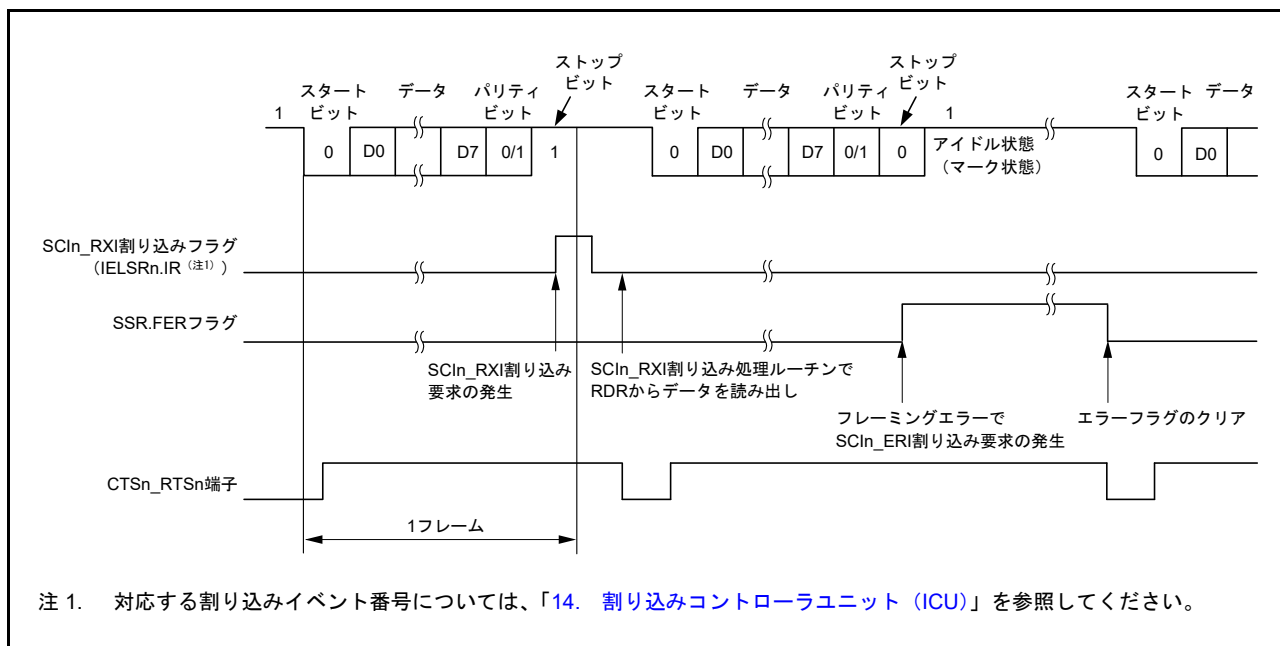 ストップ
ビット
スタート
ビット
データ
パリティ
ビット
ストップ
ビット
スタート
ビット
データ
パリティ
ビット
スタート
ビット
データ
1
1
0
D0
D7
0/1
1
0
D0
D7
0/1
0
アイドル状態
(マーク状態)
0
D0
SCIn_RXI割り込みフラグ
(IELSRn.IR (注1) )
SSR.FERフラグ
SCIn_RXI割り込み
要求の発生
SCIn_RXI割り込み処理ルーチンで
RDRからデータを読み出し
フレーミングエラーで
SCIn_ERI割り込み要求の発生
エラーフラグのクリア
CTSn_RTSn端子
1フレーム
注 1. 対応する割り込みイベント番号については、「14. 割り込みコントローラユニット（ICU）」を参照してください。